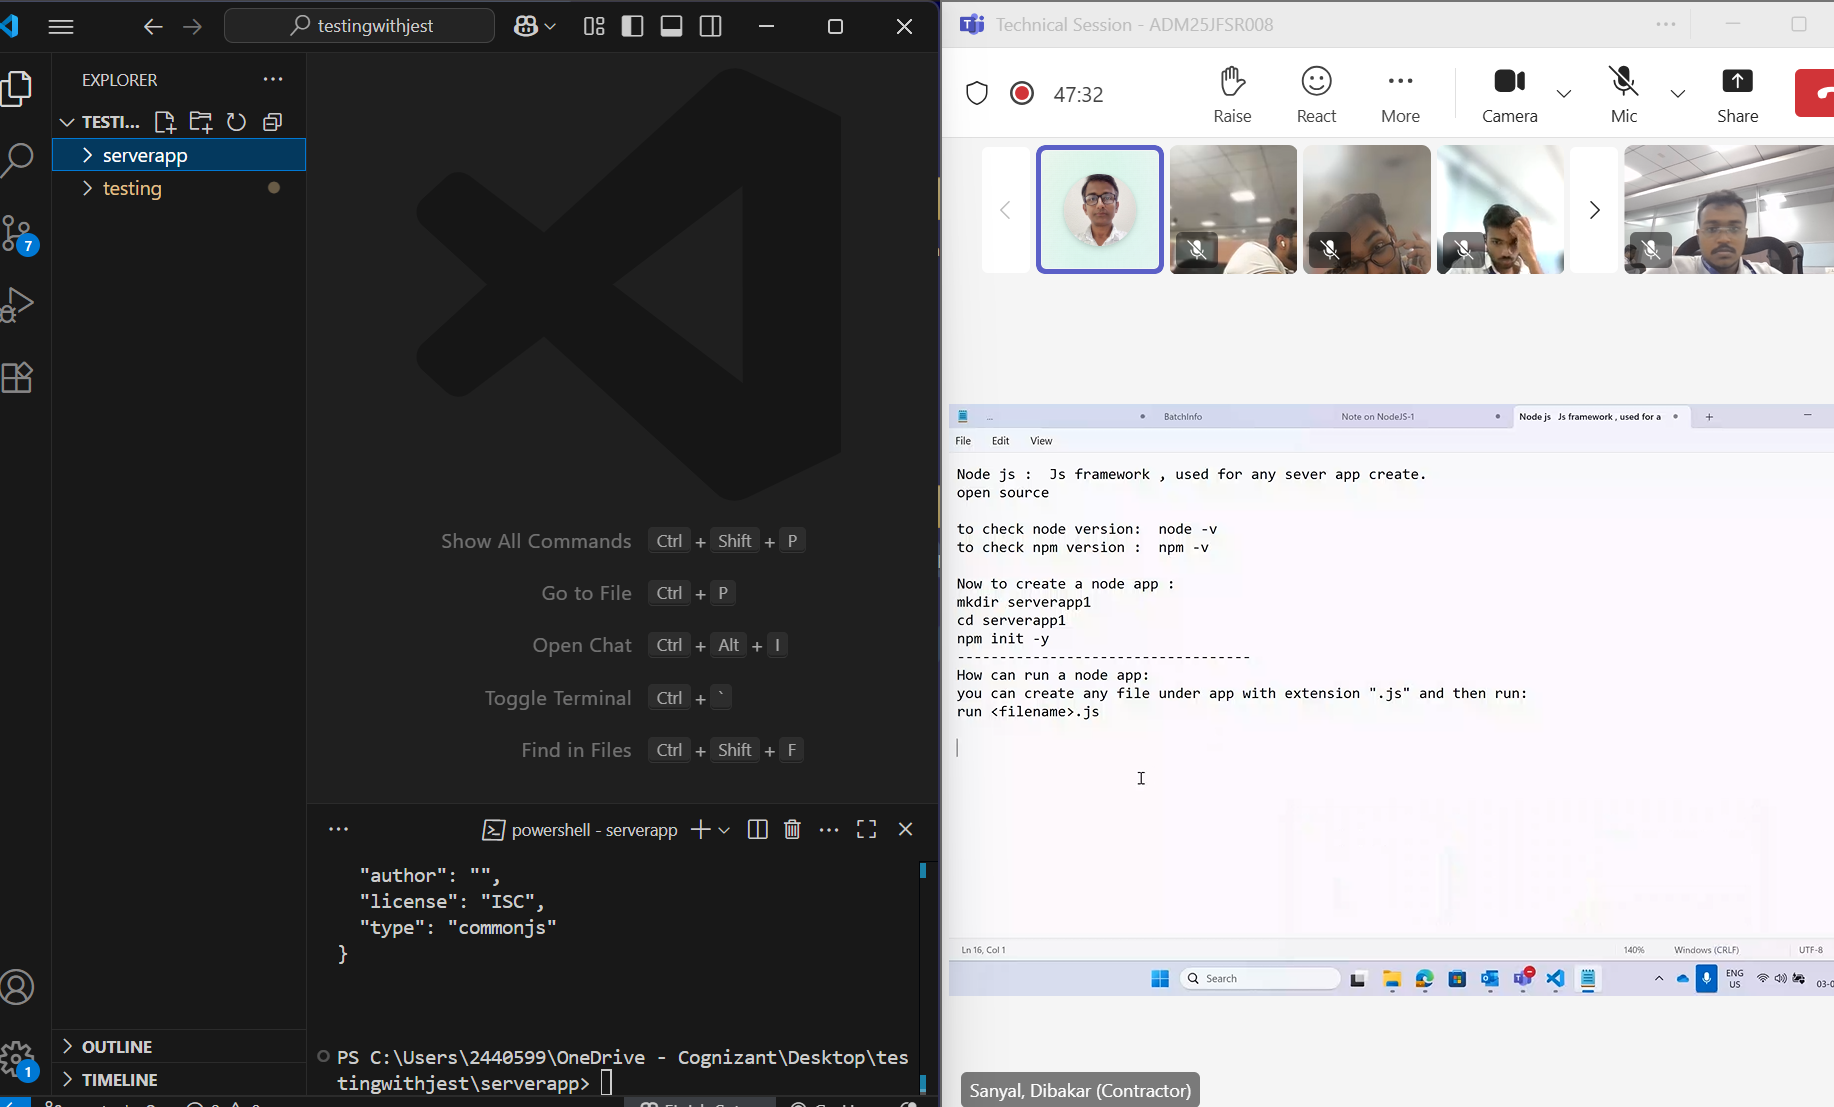 testingwithjest
EXPLORER
TESTI...
serverapp
testing
7
Show All Commands Ctrl + Shift + P
Go to File Ctrl + P
Open Chat Ctrl + Alt + I
Toggle Terminal Ctrl + `
Find in Files Ctrl + Shift + F
powershell - serverapp
"author": "",
"license": "ISC",
"type": "commonjs"
}
PS C:\Users\2440599\OneDrive - Cognizant\Desktop\tes
tingwithjest\serverapp>
OUTLINE
TIMELINE
1
Technical Session - ADM25JFSR008
47:32
Raise
React
More
Camera
Mic
Share
... BatchInfo Note on NodeJS-1 Node js Js framework , used for a
File Edit View
Node js : Js framework , used for any sever app create.
open source
to check node version: node -v
to check npm version : npm -v
Now to create a node app :
mkdir serverapp1
cd serverapp1
npm init -y
-----------------------------------
How can run a node app:
you can create any file under app with extension ".js" and then run:
run <filename>.js
Ln 16, Col 1 140% Windows (CRLF) UTF-8
Search
ENG
US
Sanyal, Dibakar (Contractor)